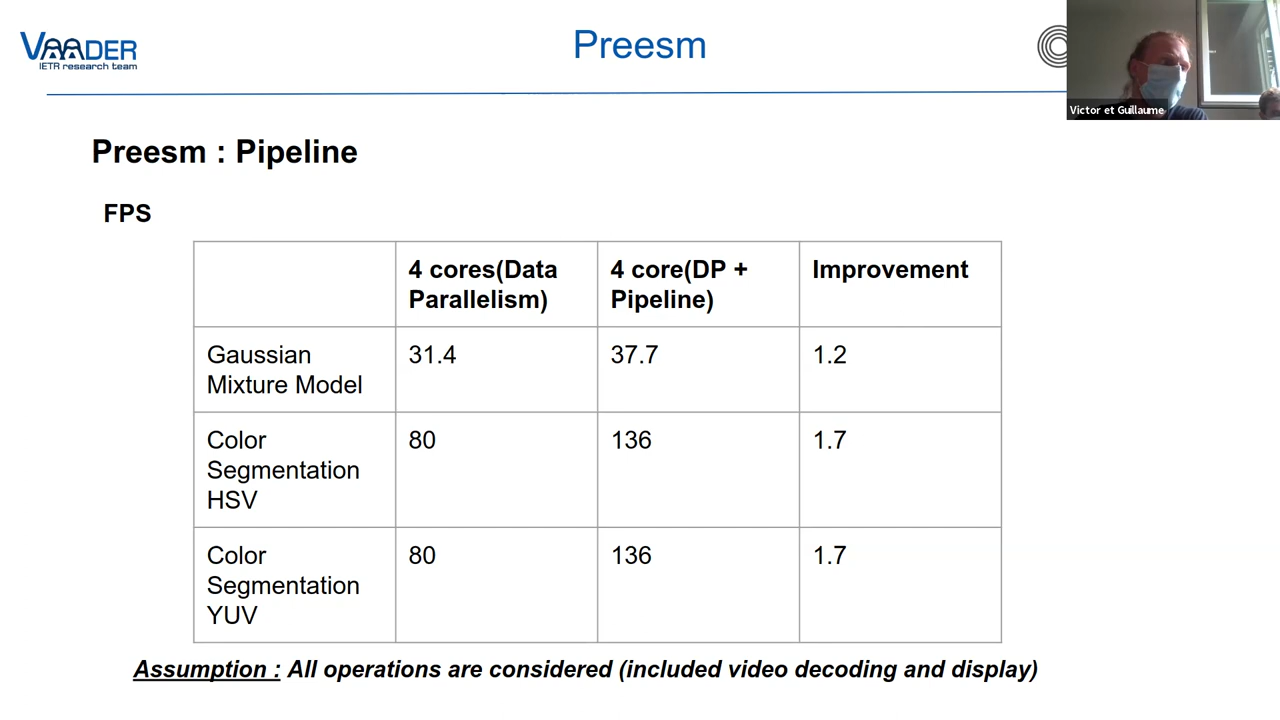 VAADER
IETR research team
Preesm
Victor et Guillaume
Preesm : Pipeline
FPS
4 cores(Data
Parallelism)
4 core(DP +
Pipeline)
Improvement
Gaussian
Mixture Model
31.4
37.7
1.2
Color
Segmentation
HSV
80
136
1.7
Color
Segmentation
YUV
80
136
1.7
Assumption : All operations are considered (included video decoding and display)